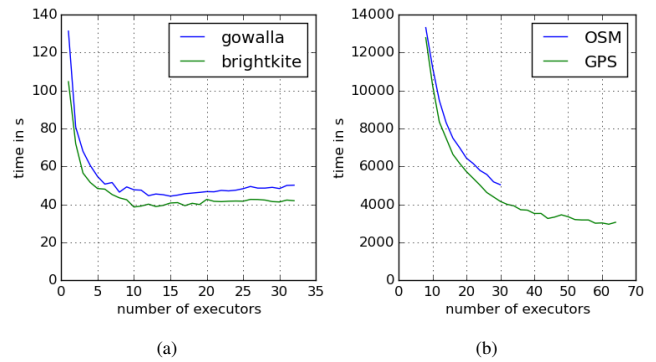 140
120
100
80
60
40
20
0
time in s
gowalla
brightkite
0 5 10 15 20 25 30 35
number of executors
(a)
14000
12000
10000
8000
6000
4000
2000
0
time in s
OSM
GPS
0 10 20 30 40 50 60 70
number of executors
(b)